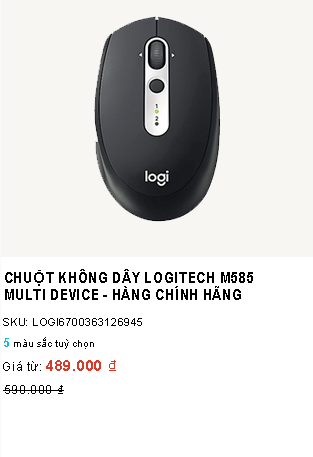 1
2
logi
CHUỘT KHÔNG DÂY LOGITECH M585
MULTI DEVICE - HÀNG CHÍNH HÃNG
SKU: LOGI6700363126945
5 màu sắc tuỳ chọn
Giá từ: 489.000 ₫
590.000 ₫